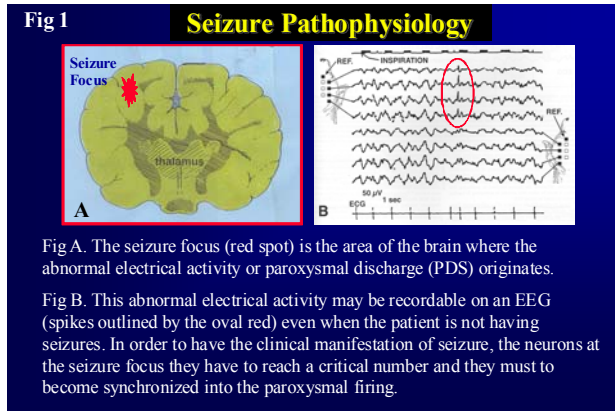 Fig 1
Seizure Pathophysiology
Seizure
Focus
thalamus
A
REF.
INSPIRATION
REF.
50 µV
1 sec
ECG
B
Fig A. The seizure focus (red spot) is the area of the brain where the
abnormal electrical activity or paroxysmal discharge (PDS) originates.
Fig B. This abnormal electrical activity may be recordable on an EEG
(spikes outlined by the oval red) even when the patient is not having
seizures. In order to have the clinical manifestation of seizure, the neurons at
the seizure focus they have to reach a critical number and they must to
become synchronized into the paroxysmal firing.